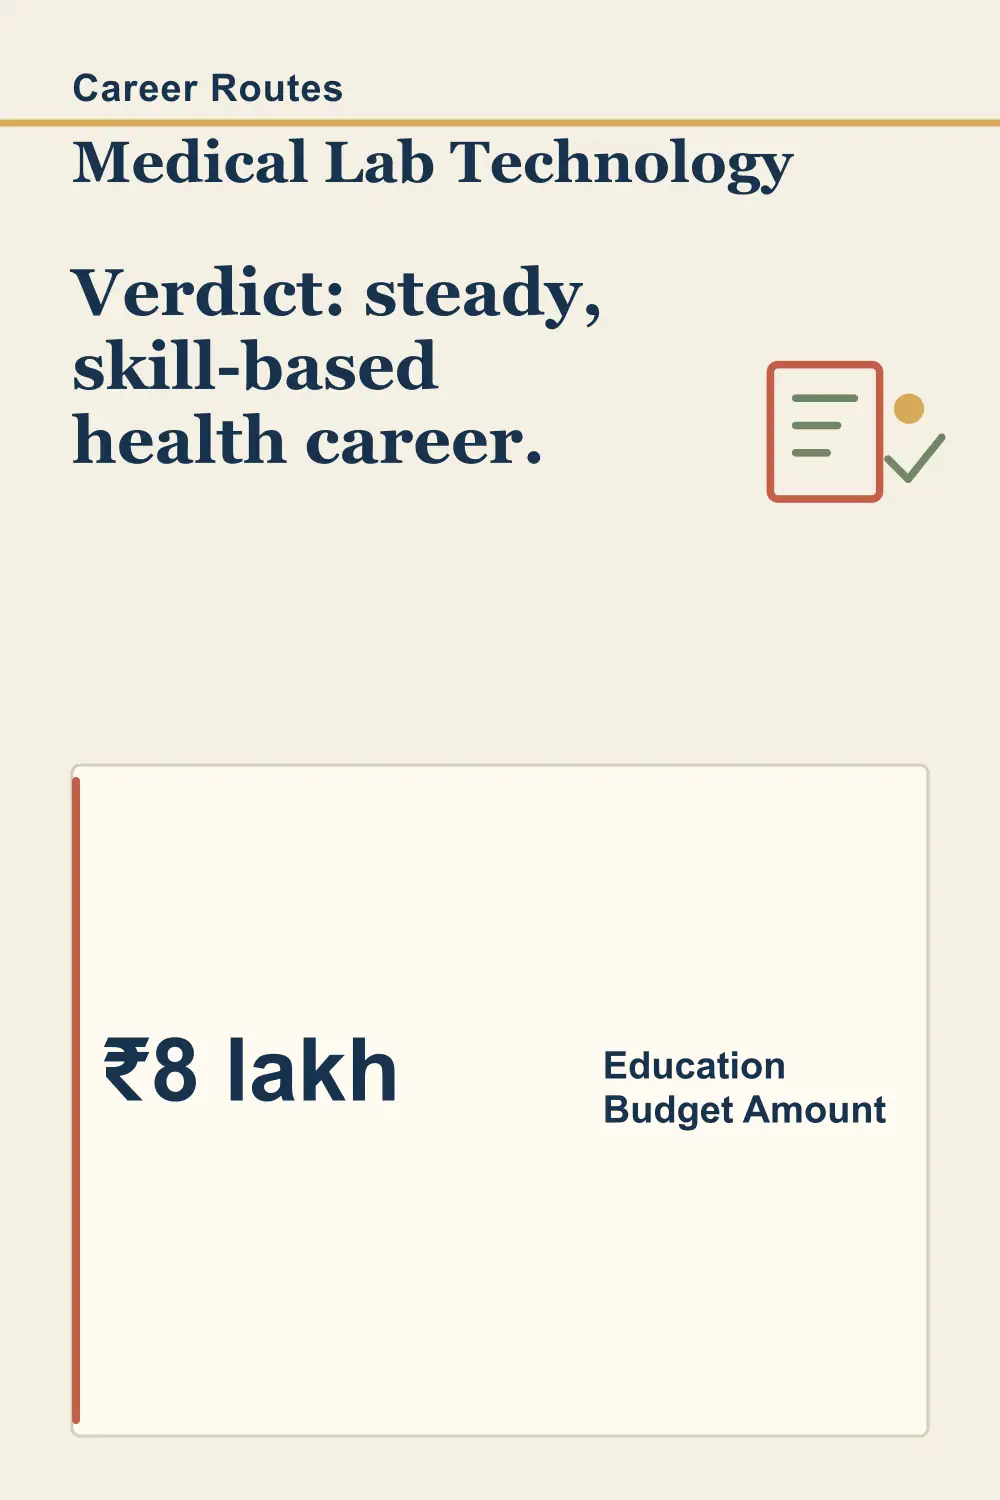 Career Routes
Medical Lab Technology
Verdict: steady,
skill-based
health career.
₹8 lakh
Education
Budget Amount